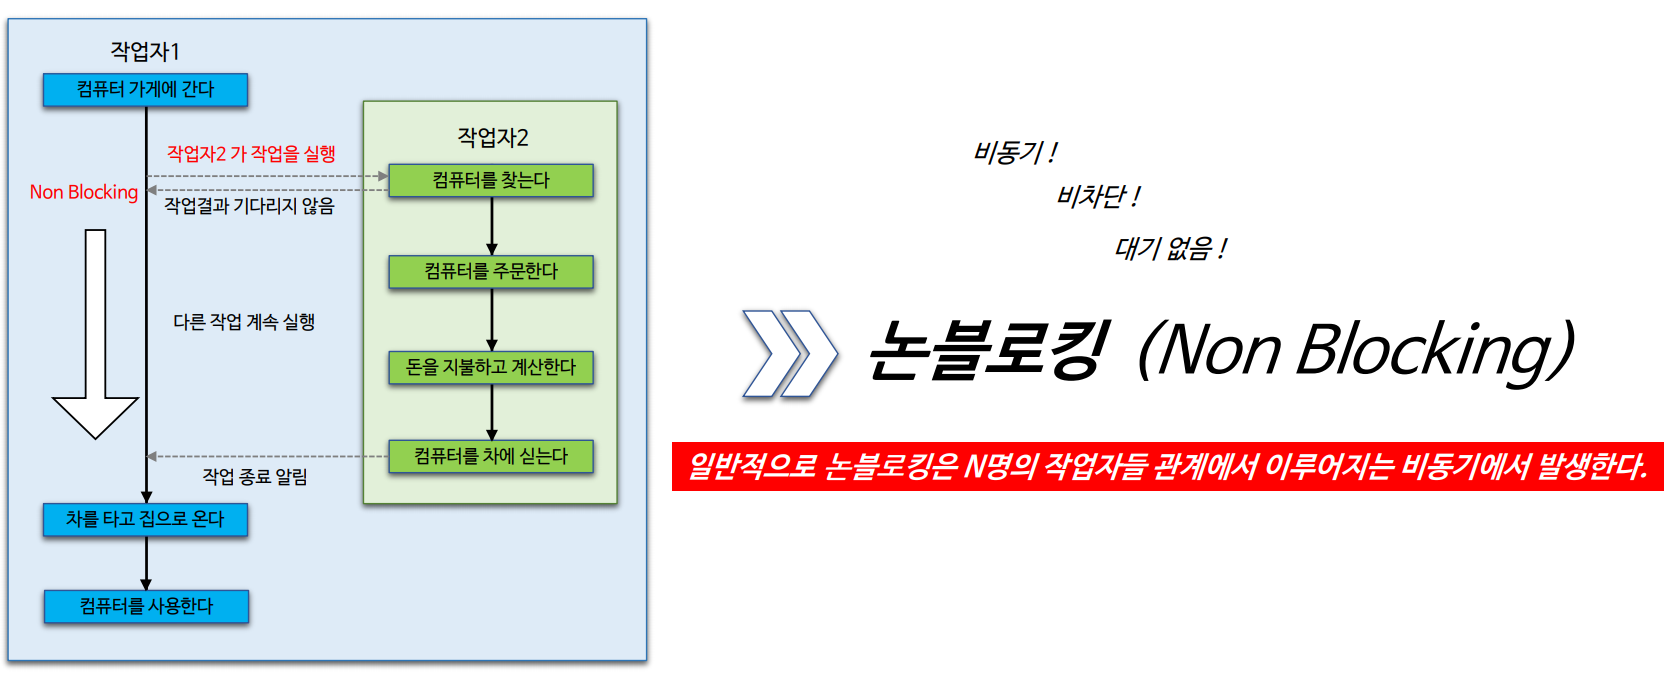 작업자1
컴퓨터 가게에 간다
작업자2 가 작업을 실행
Non Blocking
작업결과 기다리지 않음
다른 작업 계속 실행
작업 종료 알림
차를 타고 집으로 온다
컴퓨터를 사용한다
작업자2
컴퓨터를 찾는다
컴퓨터를 주문한다
돈을 지불하고 계산한다
컴퓨터를 차에 싣는다
비동기 !
비차단 !
대기 없음 !
논블로킹 (Non Blocking)
일반적으로 논블로킹은 N명의 작업자들 관계에서 이루어지는 비동기에서 발생한다.